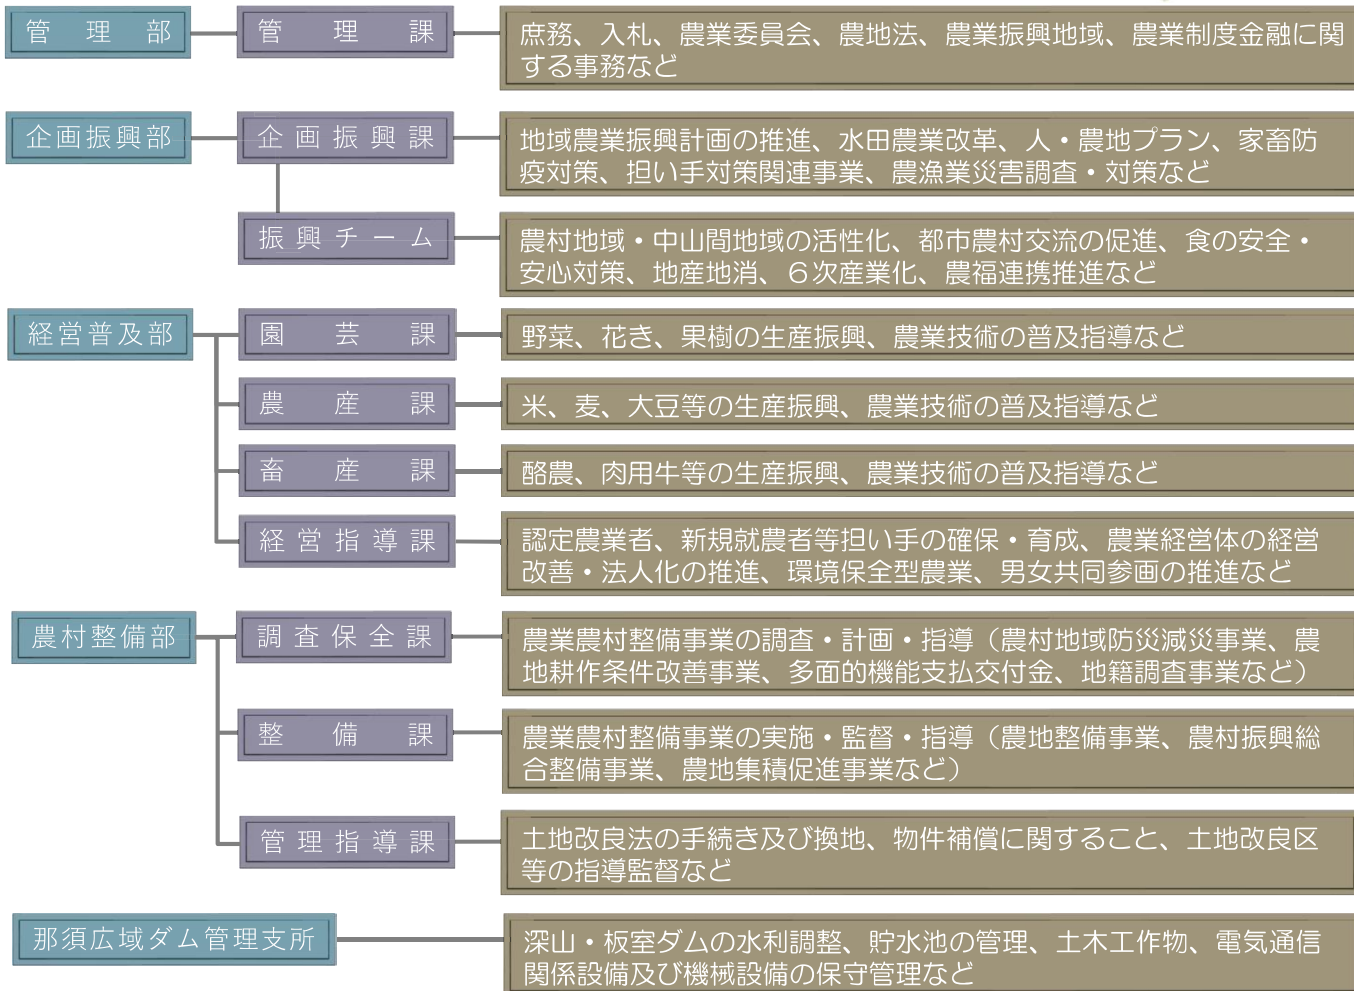 管理部
管理課
庶務、入札、農業委員会、農地法、農業振興地域、農業制度金融に関
する事務など
企画振興部
企画振興課
地域農業振興計画の推進、水田農業改革、人・農地プラン、家畜防
疫対策、担い手対策関連事業、農漁業災害調査・対策など
振興チーム
農村地域・中山間地域の活性化、都市農村交流の促進、食の安全・
安心対策、地産地消、６次産業化、農福連携推進など
経営普及部
園芸課
野菜、花き、果樹の生産振興、農業技術の普及指導など
農産課
米、麦、大豆等の生産振興、農業技術の普及指導など
畜産課
酪農、肉用牛等の生産振興、農業技術の普及指導など
経営指導課
認定農業者、新規就農者等担い手の確保・育成、農業経営体の経営
改善・法人化の推進、環境保全型農業、男女共同参画の推進など
農村整備部
調査保全課
農業農村整備事業の調査・計画・指導（農村地域防災減災事業、農
地耕作条件改善事業、多面的機能支払交付金、地籍調査事業など）
整備課
農業農村整備事業の実施・監督・指導（農地整備事業、農村振興総
合整備事業、農地集積促進事業など）
管理指導課
土地改良法の手続き及び換地、物件補償に関すること、土地改良区
等の指導監督など
那須広域ダム管理支所
深山・板室ダムの水利調整、貯水池の管理、土木工作物、電気通信
関係設備及び機械設備の保守管理など